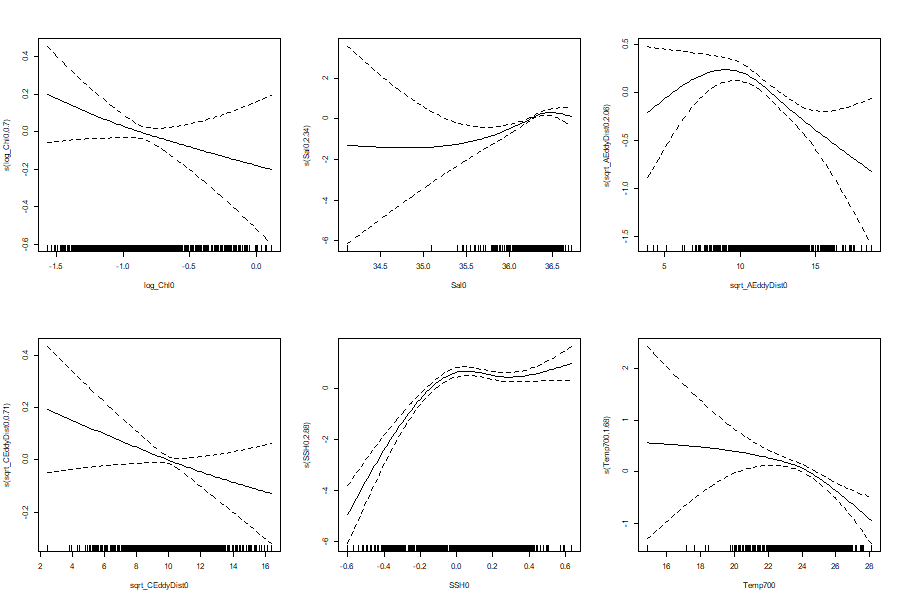 s(log_Chl0,0.7)
0.4
0.2
0.0
-0.2
-0.4
-0.6
-1.5 -1.0 -0.5 0.0
log_Chl0
s(Sal0,2.34)
2
0
-2
-4
-6
34.5 35.0 35.5 36.0 36.5
Sal0
s(sqrt_AEddyDist0,2.06)
0.5
0.0
-0.5
-1.0
-1.5
5 10 15
sqrt_AEddyDist0
s(sqrt_CEddyDist0,0.71)
0.4
0.2
0.0
-0.2
2 4 6 8 10 12 14 16
sqrt_CEddyDist0
s(SSH0,2.88)
0
-2
-4
-6
-0.6 -0.4 -0.2 0.0 0.2 0.4 0.6
SSH0
s(Temp700,1.68)
2
1
0
-1
16 18 20 22 24 26 28
Temp700